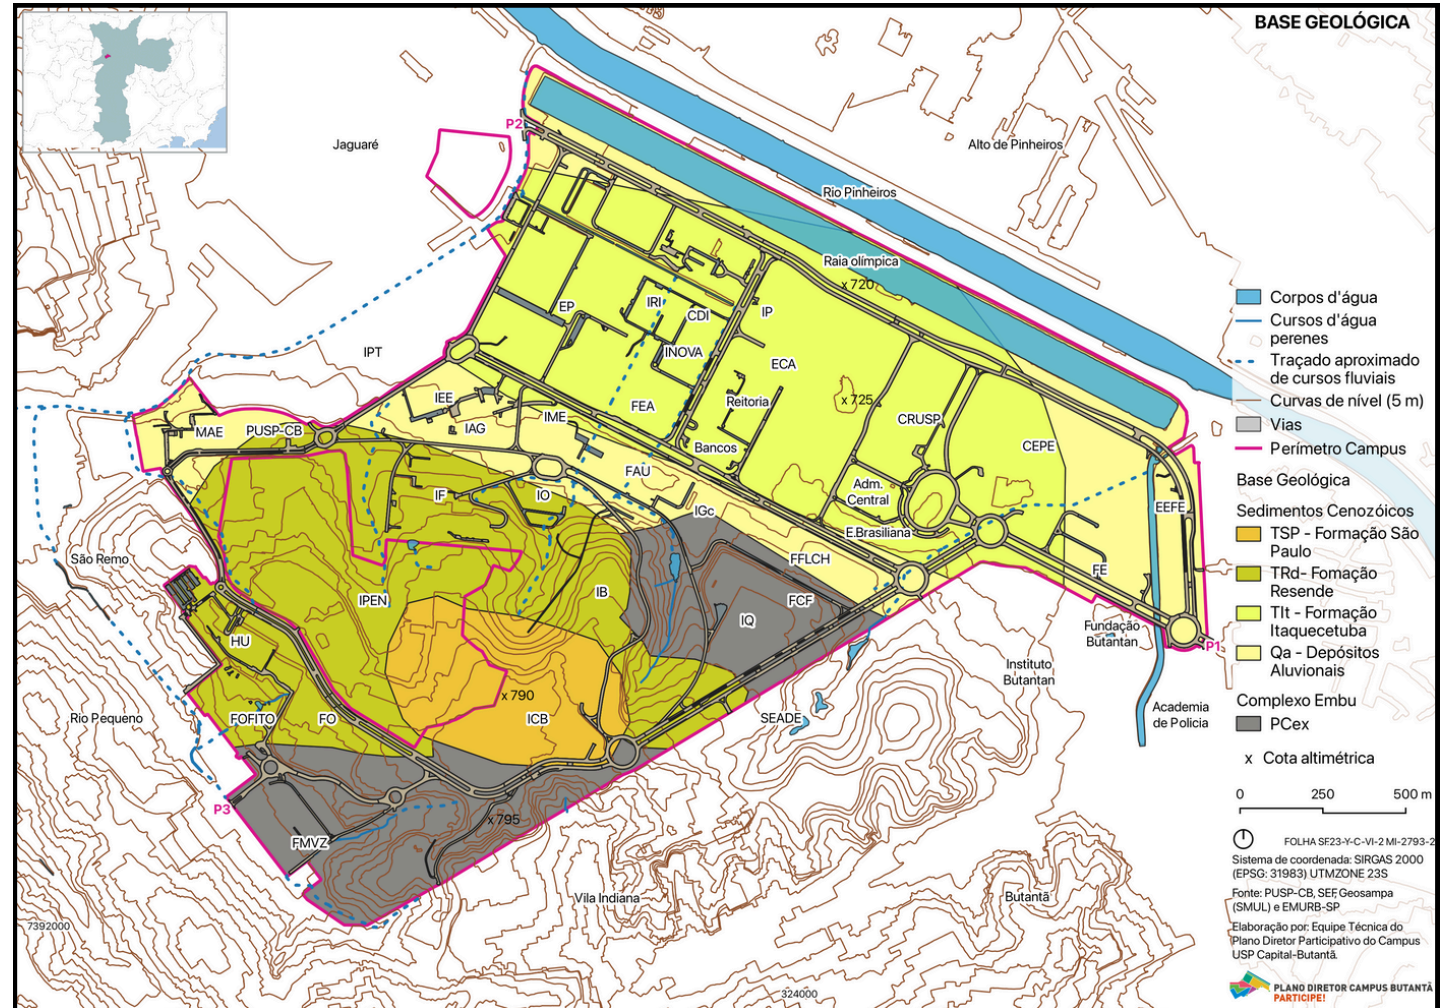 BASE GEOLÓGICA
P2
Jaguaré
Alto de Pinheiros
Rio Pinheiros
Raia olímpica
x 720
IRI
EP
CDI
IP
INOVA
IPT
ECA
x 725
IEE
FEA
Reitoria
IME
CRUSP
MAE
PUSP-CB
IAG
Bancos
CEPE
FAU
Adm.
Central
IF
IO
IGc
EEFE
E.Brasiliana
São Remo
FFLCH
FE
IPEN
IB
FCF
IQ
Fundação
Butantan
HU
P1
Instituto
Butantan
x 790
Rio Pequeno
FOFITO
FO
ICB
SEADE
Academia
de Policia
P3
x 795
FMVZ
Vila Indiana
Butantã
7392000
324000
Corpos d'água
Cursos d'água
perenes
Traçado aproximado
de cursos fluviais
Curvas de nível (5 m)
Vias
Perímetro Campus
Base Geológica
Sedimentos Cenozóicos
TSP - Formação São
Paulo
TRd- Fomação
Resende
TIt - Formação
Itaquecetuba
Qa - Depósitos
Aluvionais
Complexo Embu
PCex
x Cota altimétrica
0 250 500 m
FOLHA SF23-Y-C-VI-2 MI-2793-2
Sistema de coordenada: SIRGAS 2000
(EPSG: 31983) UTMZONE 23S
Fonte: PUSP-CB, SEF, Geosampa
(SMUL) e EMURB-SP
Elaboração por: Equipe Técnica do
Plano Diretor Participativo do Campus
USP Capital-Butantã.
PLANO DIRETOR CAMPUS BUTANTÃ
PARTICIPE!